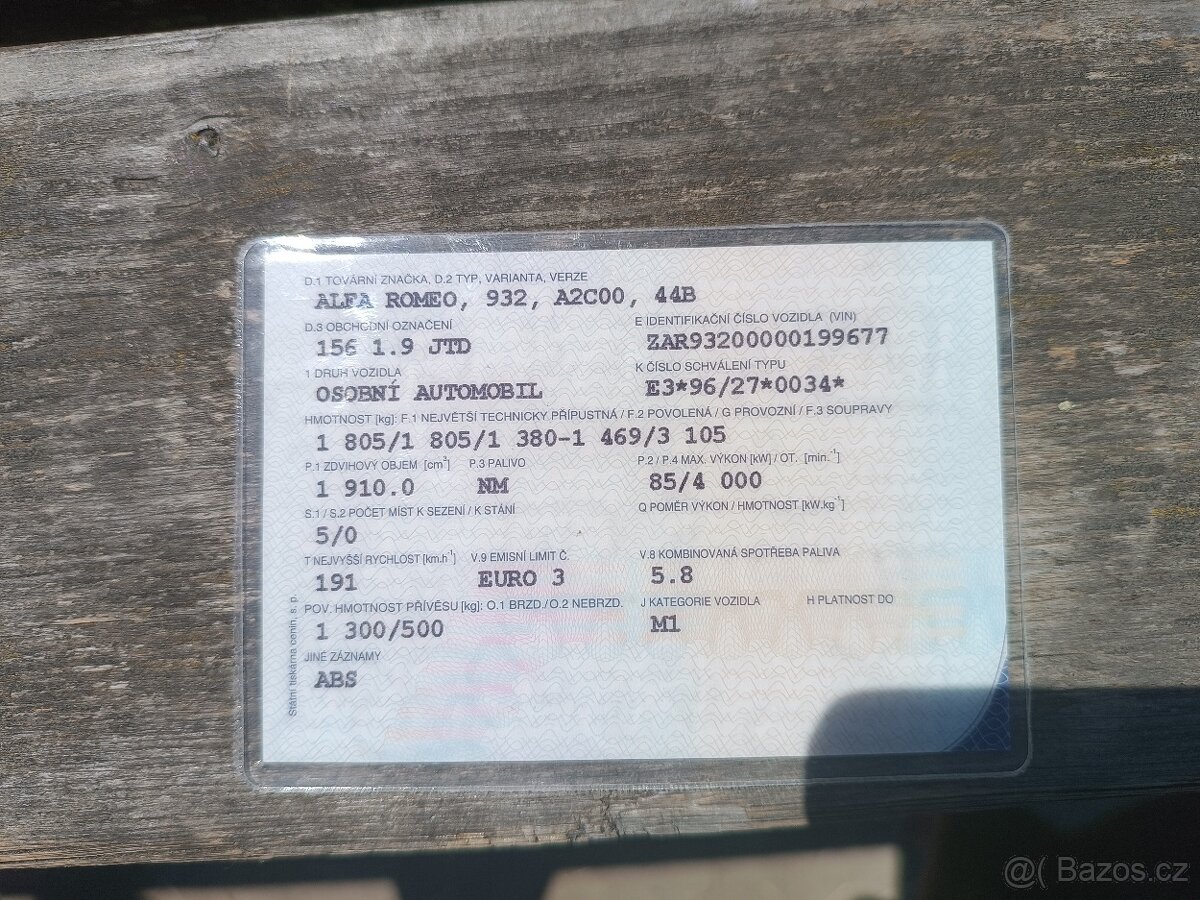 D.1 TOVÁRNÍ ZNAČKA, D.2 TYP, VARIANTA, VERZE
ALFA ROMEO, 932, A2C00, 44B
D.3 OBCHODNÍ OZNAČENÍ E IDENTIFIKAČNÍ ČÍSLO VOZIDLA (VIN)
156 1.9 JTD ZAR93200000199677
1 DRUH VOZIDLA K ČÍSLO SCHVÁLENÍ TYPU
OSOBNÍ AUTOMOBIL E3*96/27*0034*
HMOTNOST [kg]: F.1 NEJVĚTŠÍ TECHNICKY PŘÍPUSTNÁ / F.2 POVOLENÁ / G PROVOZNÍ / F.3 SOUPRAVY
1 805/1 805/1 380-1 469/3 105
P.1 ZDVIHOVÝ OBJEM [cm³] P.3 PALIVO P.2 / P.4 MAX. VÝKON [kW] / OT. [min.⁻¹]
1 910.0 NM 85/4 000
S.1 / S.2 POČET MÍST K SEZENÍ / K STÁNÍ Q POMĚR VÝKON / HMOTNOST [kW.kg⁻¹]
5/0
T NEJVYŠŠÍ RYCHLOST [km.h⁻¹] V.9 EMISNÍ LIMIT Č. V.8 KOMBINOVANÁ SPOTŘEBA PALIVA
191 EURO 3 5.8
POV. HMOTNOST PŘÍVĚSU [kg]: O.1 BRZD./O.2 NEBRZD. J KATEGORIE VOZIDLA H PLATNOST DO
1 300/500 M1
JINÉ ZÁZNAMY
ABS
Státní tiskárna cenin, s. p.
@( Bazos.cz